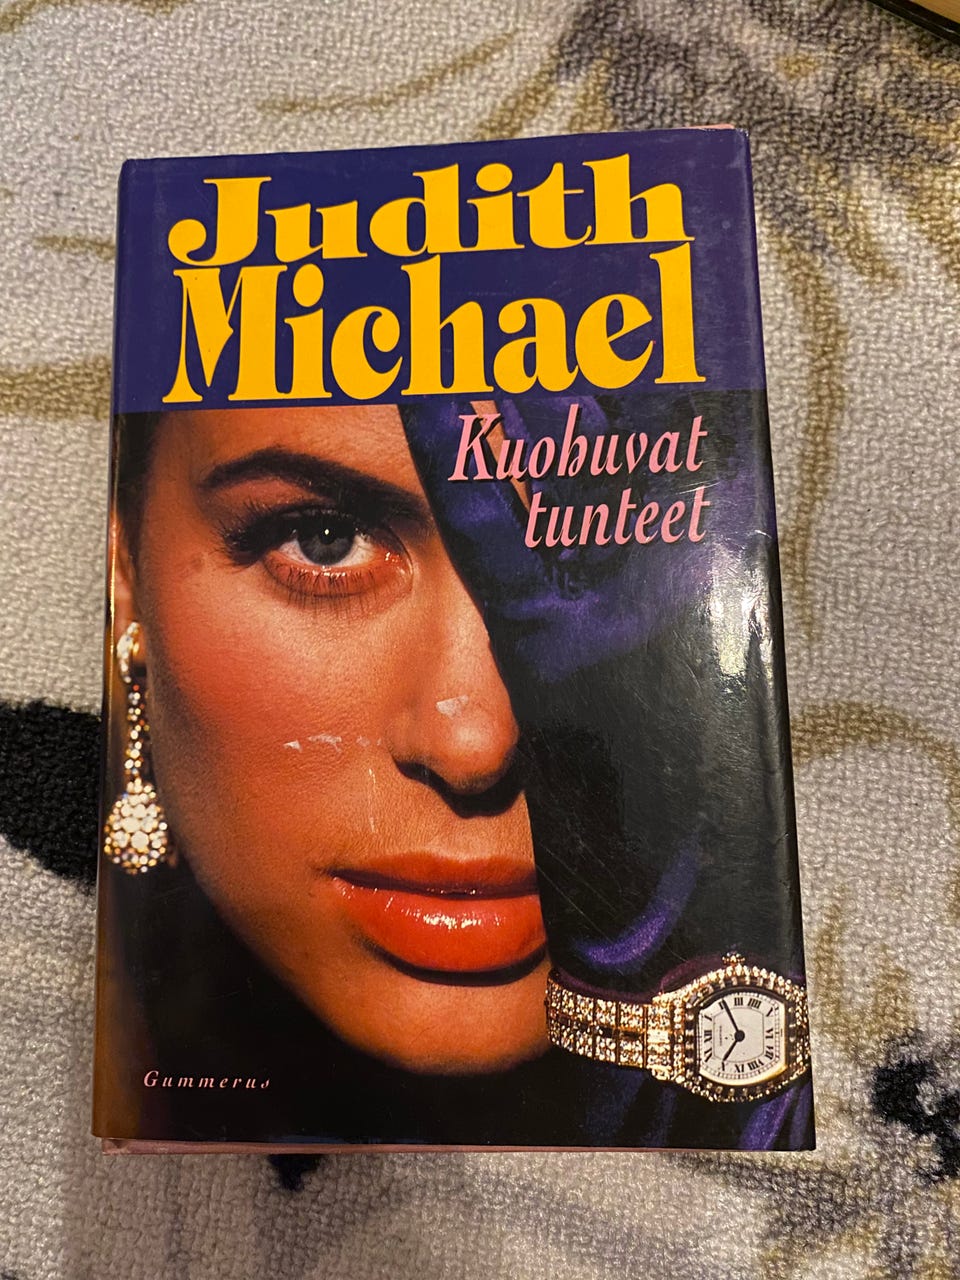 Judith
Michael
Kuohuvat
tunteet
Gummerus